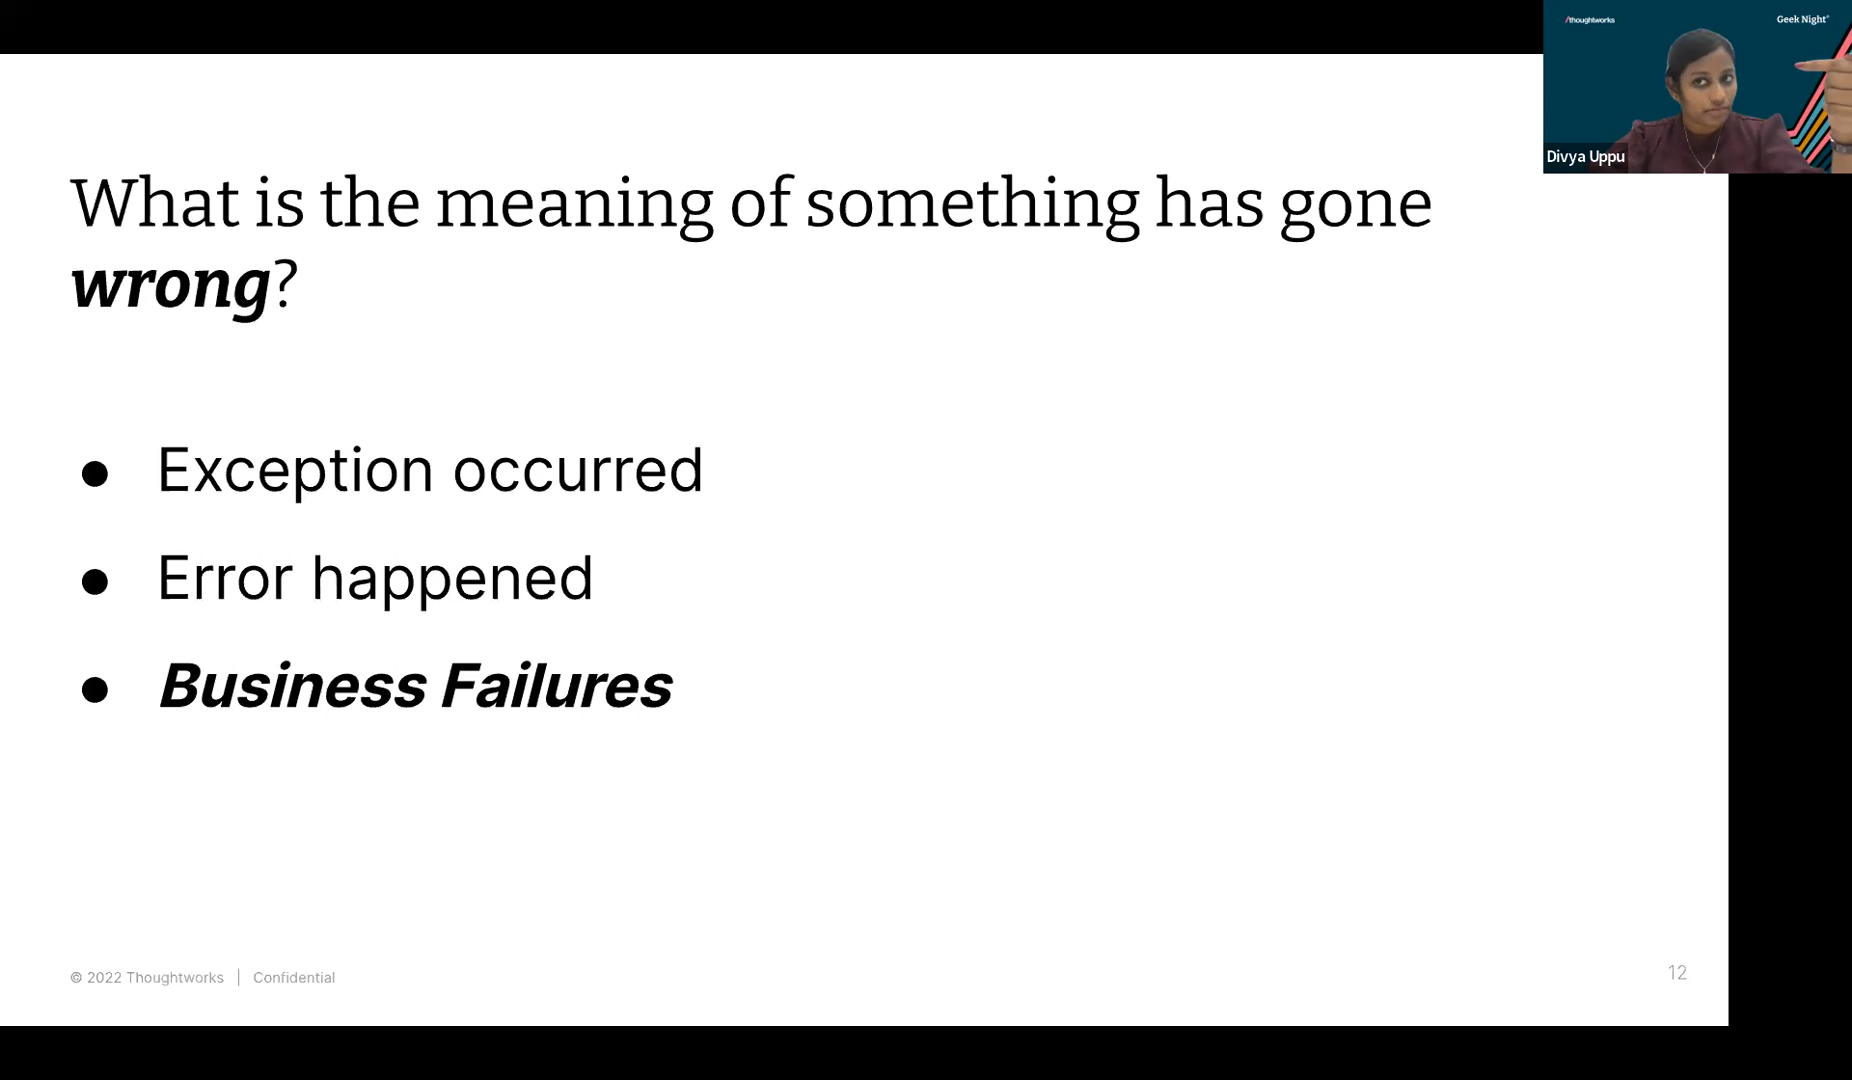 /thoughtworks
Geek Night®
Divya Uppu
What is the meaning of something has gone
wrong?
● Exception occurred
● Error happened
● Business Failures
© 2022 Thoughtworks | Confidential
12